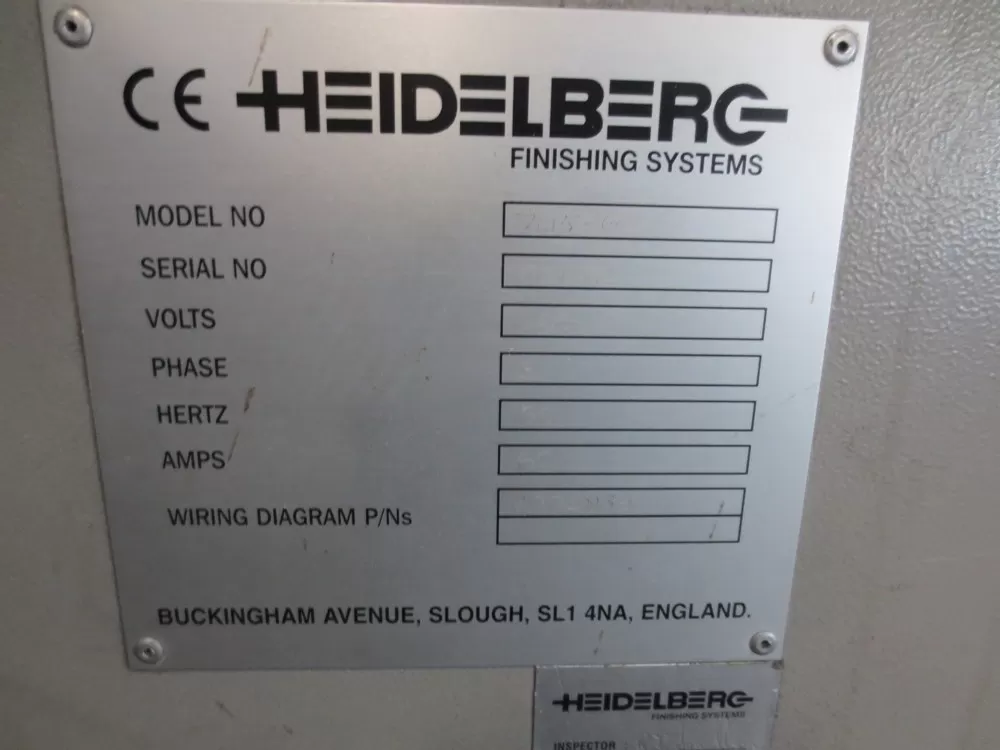 CE HEIDELBERG
FINISHING SYSTEMS
MODEL NO
SERIAL NO
VOLTS
PHASE
HERTZ
AMPS
WIRING DIAGRAM P/Ns
BUCKINGHAM AVENUE, SLOUGH, SL1 4NA, ENGLAND.
HEIDELBERG
FINISHING SYSTEMS
INSPECTOR